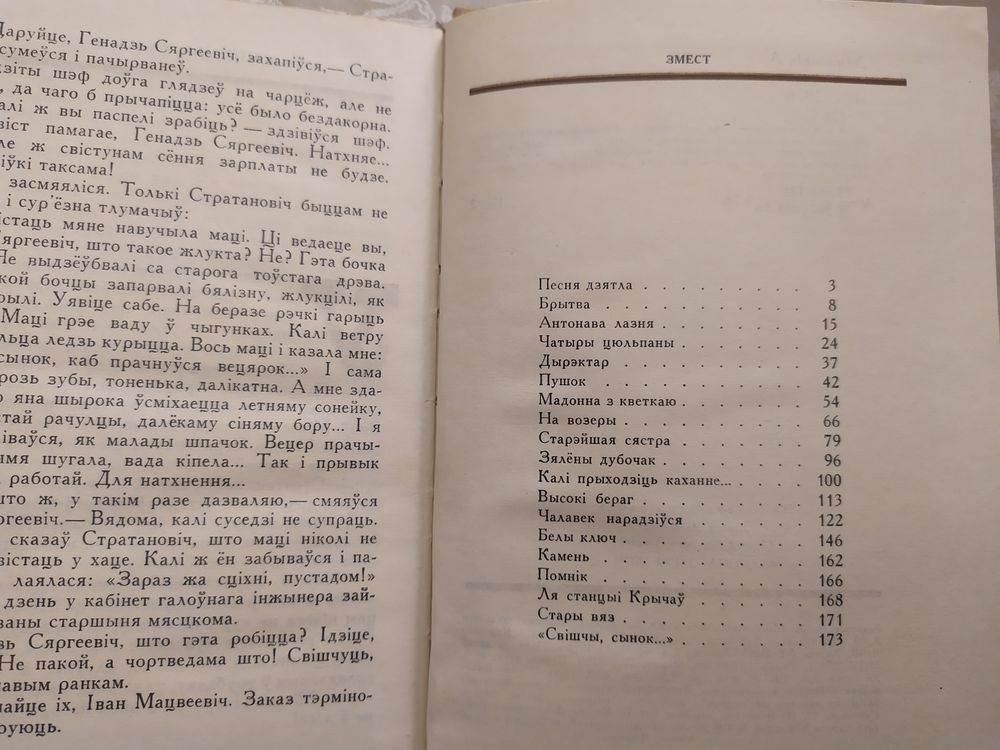 Даруйце, Генадзь Сяргеевіч, захапіўся,— Стра-
сумеўся і пачырванеў.
шэф доўга глядзеў на чарцёж, але не
, да чаго б прычапіцца: усё было бездакорна.
ж вы паспелі зрабіць? — здзівіўся шэф.
памагае, Генадзь Сяргеевіч. Натхняе...
ж свістунам сёння зарплаты не будзе.
таксама!
засмяяліся. Толькі Стратановіч быццам не
і сур'ёзна тлумачыў:
мяне навучыла маці. Ці ведаеце вы,
што такое жлукта? Не? Гэта бочка
выдзёўбвалі са старога тоўстага дрэва.
бочцы запарвалі бялізну, жлукцілі, як
Уявіце сабе. На беразе рэчкі гарыць
Маці грэе ваду ў чыгунках. Калі ветру
ледзь курыцца. Вось маці і казала мне:
сынок, каб прачнуўся вецярок...» І сама
зубы, тоненька, далікатна. А мне зда-
яна шырока ўсміхаецца летняму сонейку,
рачулцы, далёкаму сіняму бору... І я
як малады шпачок. Вецер прачы-
шугала, вада кіпела... Так і прывык
работай. Для натхнення...
што ж, у такім разе дазваляю,— смяяўся
Вядома, калі суседзі не супраць.
сказаў Стратановіч, што маці ніколі не
у хаце. Калі ж ён забываўся і па-
лаялася: «Зараз жа сціхні, пустадом!»
дзень у кабінет галоўнага інжынера зай-
старшыня мясцкома.
Сяргеевіч, што гэта робіцца? Ідзіце,
Не пакой, а чортведама што! Свішчуць,
ранкам.
іх, Іван Мацвеевіч. Заказ тэрміно-
ЗМЕСТ
Песня дзятла . . . . . . . . . 3
Брытва . . . . . . . . . . . 8
Антонава лазня . . . . . . . . 15
Чатыры цюльпаны . . . . . . . 24
Дырэктар . . . . . . . . . . 37
Пушок . . . . . . . . . . . 42
Мадонна з кветкаю . . . . . . . 54
На возеры . . . . . . . . . . 66
Старэйшая сястра . . . . . . . 79
Зялёны дубочак . . . . . . . . 96
Калі прыходзіць каханне... . . . . 100
Высокі бераг . . . . . . . . . 113
Чалавек нарадзіўся . . . . . . . 122
Белы ключ . . . . . . . . . . 146
Камень . . . . . . . . . . . 162
Помнік . . . . . . . . . . . 166
Ля станцыі Крычаў . . . . . . 168
Стары вяз . . . . . . . . . . 171
«Свішчы, сынок...» . . . . . . . 173